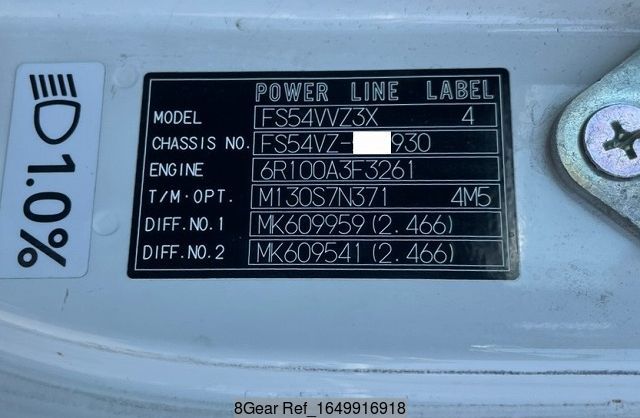 POWER LINE LABEL
MODEL FS54VVZ3X 4
CHASSIS NO. FS54VZ- 930
ENGINE 6R100A3F3261
T/M·OPT. M130S7N371 4M5
DIFF.NO.1 MK609959(2.466)
DIFF.NO.2 MK609541(2.466)
1.0%
8Gear Ref_1649916918